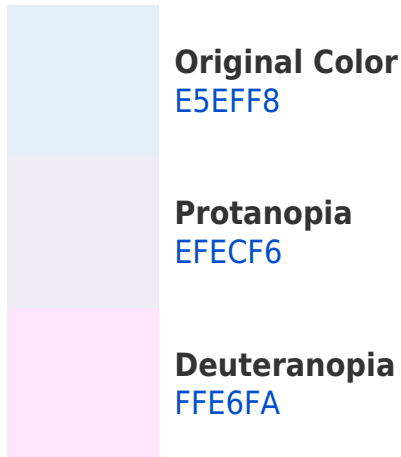 Original Color
E5EFF8
Protanopia
EFECF6
Deuteranopia
FFE6FA